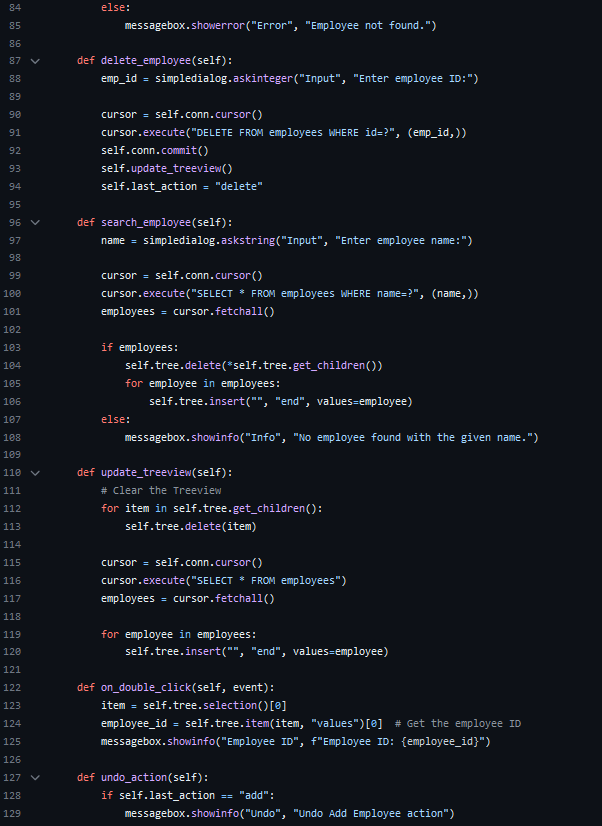 84              else:
85                  messagebox.showerror("Error", "Employee not found.")
86
87      def delete_employee(self):
88          emp_id = simpledialog.askinteger("Input", "Enter employee ID:")
89
90          cursor = self.conn.cursor()
91          cursor.execute("DELETE FROM employees WHERE id=?", (emp_id,))
92          self.conn.commit()
93          self.update_treeview()
94          self.last_action = "delete"
95
96      def search_employee(self):
97          name = simpledialog.askstring("Input", "Enter employee name:")
98
99          cursor = self.conn.cursor()
100         cursor.execute("SELECT * FROM employees WHERE name=?", (name,))
101         employees = cursor.fetchall()
102
103         if employees:
104             self.tree.delete(*self.tree.get_children())
105             for employee in employees:
106                 self.tree.insert("", "end", values=employee)
107         else:
108             messagebox.showinfo("Info", "No employee found with the given name.")
109
110     def update_treeview(self):
111         # Clear the Treeview
112         for item in self.tree.get_children():
113             self.tree.delete(item)
114
115         cursor = self.conn.cursor()
116         cursor.execute("SELECT * FROM employees")
117         employees = cursor.fetchall()
118
119         for employee in employees:
120             self.tree.insert("", "end", values=employee)
121
122     def on_double_click(self, event):
123         item = self.tree.selection()[0]
124         employee_id = self.tree.item(item, "values")[0]  # Get the employee ID
125         messagebox.showinfo("Employee ID", f"Employee ID: {employee_id}")
126
127     def undo_action(self):
128         if self.last_action == "add":
129             messagebox.showinfo("Undo", "Undo Add Employee action")